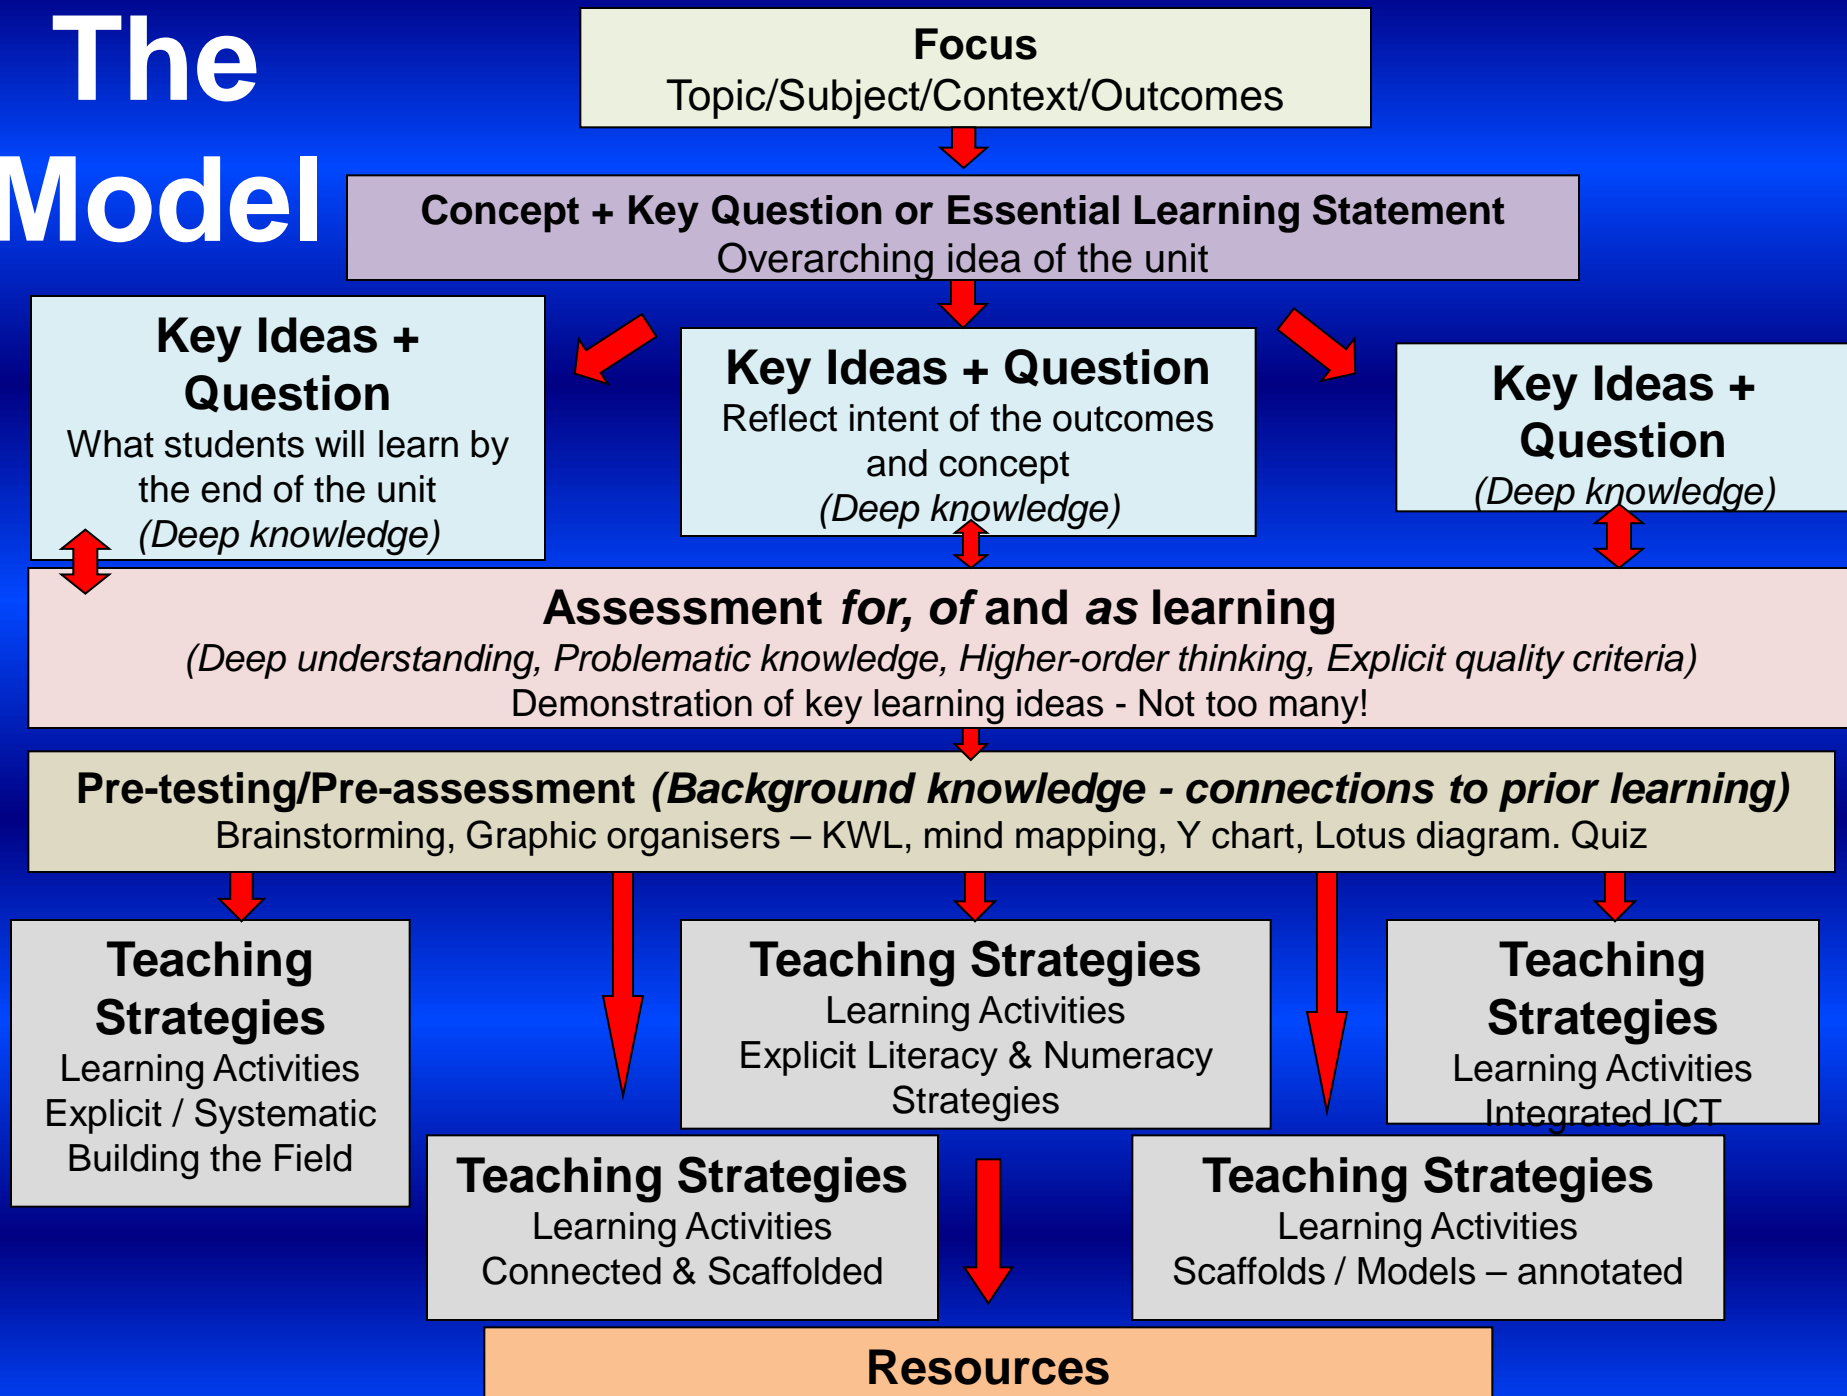 The
Model
Focus
Topic/Subject/Context/Outcomes
Concept + Key Question or Essential Learning Statement
Overarching idea of the unit
Key Ideas +
Question
What students will learn by
the end of the unit
(Deep knowledge)
Key Ideas + Question
Reflect intent of the outcomes
and concept
(Deep knowledge)
Key Ideas +
Question
(Deep knowledge)
Assessment for, of and as learning
(Deep understanding, Problematic knowledge, Higher-order thinking, Explicit quality criteria)
Demonstration of key learning ideas - Not too many!
Pre-testing/Pre-assessment (Background knowledge - connections to prior learning)
Brainstorming, Graphic organisers – KWL, mind mapping, Y chart, Lotus diagram. Quiz
Teaching
Strategies
Learning Activities
Explicit / Systematic
Building the Field
Teaching Strategies
Learning Activities
Explicit Literacy & Numeracy
Strategies
Teaching
Strategies
Learning Activities
Integrated ICT
Teaching Strategies
Learning Activities
Connected & Scaffolded
Teaching Strategies
Learning Activities
Scaffolds / Models – annotated
Resources